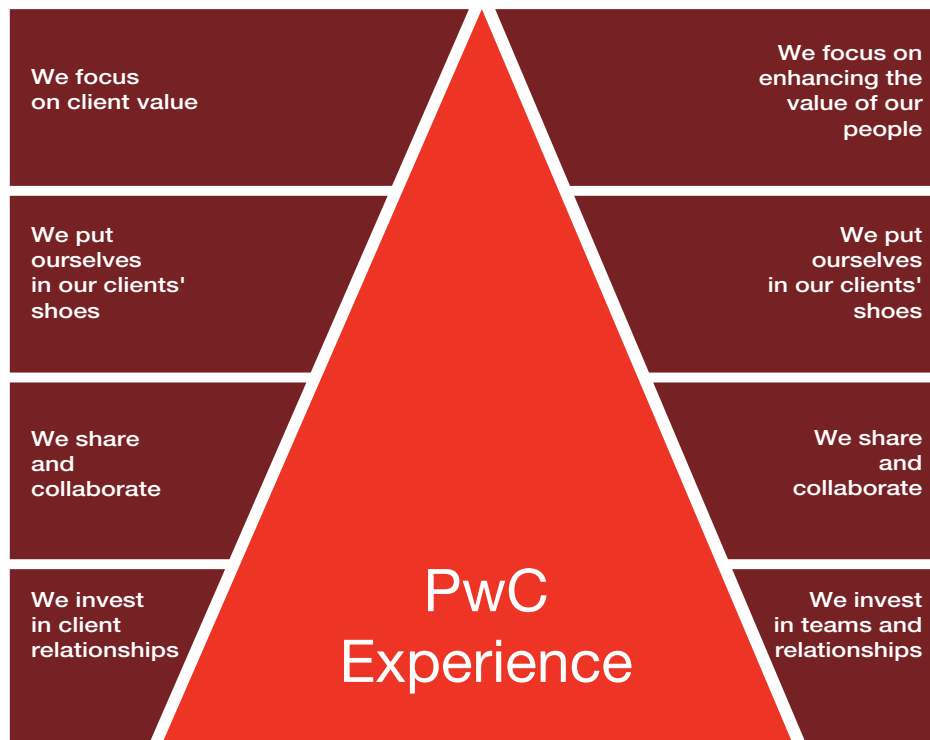 We focus
on client value
We focus on
enhancing the
value of our
people
We put
ourselves
in our clients'
shoes
We put
ourselves
in our clients'
shoes
We share
and
collaborate
We share
and
collaborate
We invest
in client
relationships
We invest
in teams and
relationships
PwC
Experience